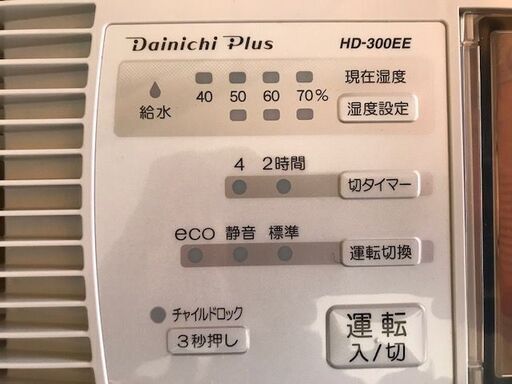 Dainichi Plus HD-300EE
現在湿度
給水 40 50 60 70% 湿度設定
4 2時間
切タイマー
eco 静音 標準
運転切換
チャイルドロック
3秒押し
運転
入/切